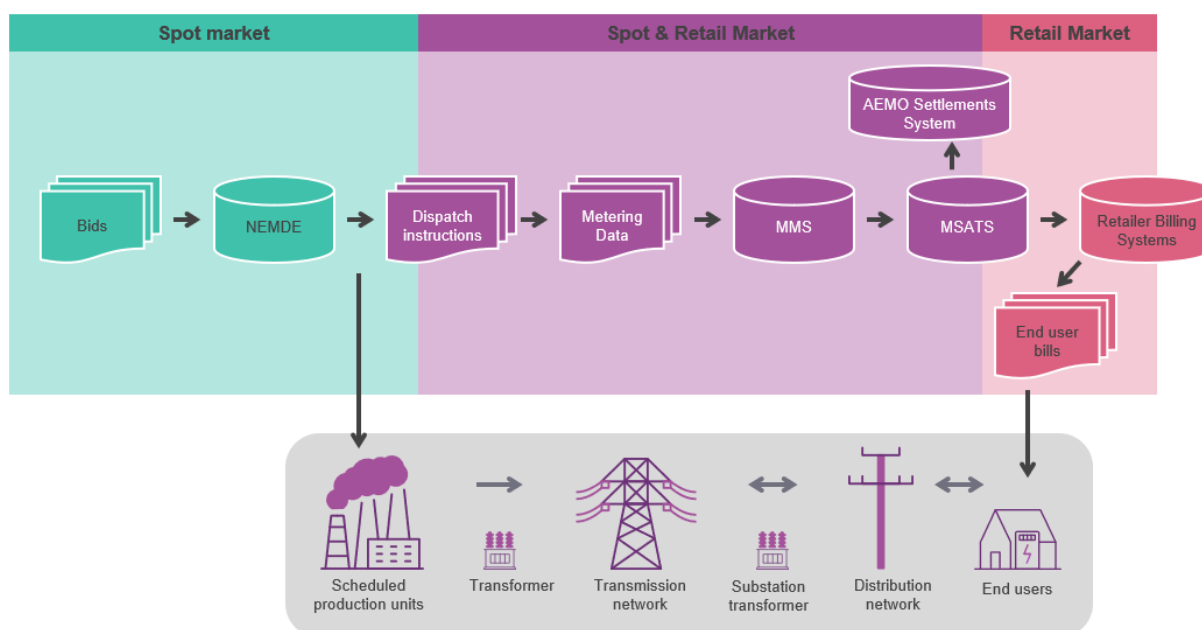 Spot market
Spot & Retail Market
Retail Market
AEMO Settlements
System
Bids
NEMDE
Dispatch
instructions
Metering
Data
MMS
MSATS
Retailer Billing
Systems
End user
bills
Scheduled
production units
Transformer
Transmission
network
Substation
transformer
Distribution
network
End users